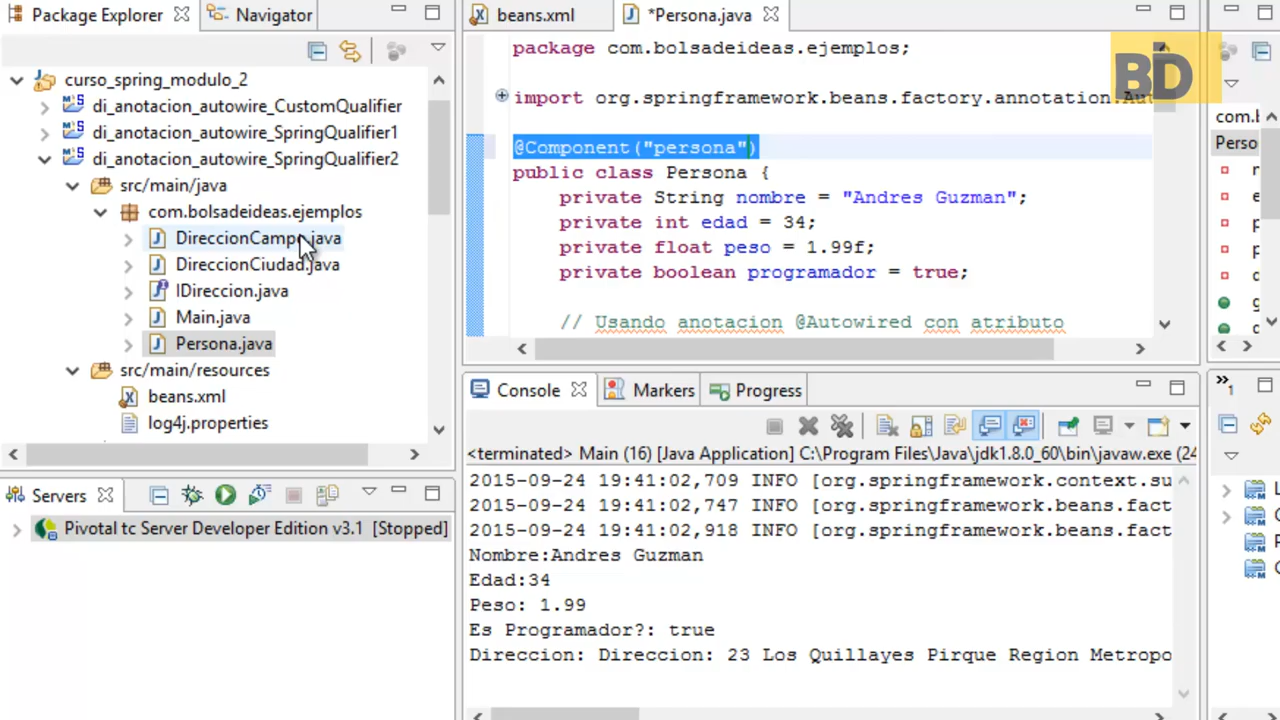 Package Explorer
Navigator
curso_spring_modulo_2
di_anotacion_autowire_CustomQualifier
di_anotacion_autowire_SpringQualifier1
di_anotacion_autowire_SpringQualifier2
src/main/java
com.bolsadeideas.ejemplos
DireccionCampo.java
DireccionCiudad.java
IDireccion.java
Main.java
Persona.java
src/main/resources
beans.xml
log4j.properties
Servers
Pivotal tc Server Developer Edition v3.1 [Stopped]
beans.xml
*Persona.java
package com.bolsadeideas.ejemplos;
import org.springframework.beans.factory.annotation.
@Component("persona")
public class Persona {
private String nombre = "Andres Guzman";
private int edad = 34;
private float peso = 1.99f;
private boolean programador = true;
// Usando anotacion @Autowired con atributo
BD
Console
Markers
Progress
<terminated> Main (16) [Java Application] C:\Program Files\Java\jdk1.8.0_60\bin\javaw.exe (24
2015-09-24 19:41:02,709 INFO [org.springframework.context.su
2015-09-24 19:41:02,747 INFO [org.springframework.beans.fact
2015-09-24 19:41:02,918 INFO [org.springframework.beans.fact
Nombre:Andres Guzman
Edad:34
Peso: 1.99
Es Programador?: true
Direccion: Direccion: 23 Los Quillayes Pirque Region Metropo
com.b
Perso